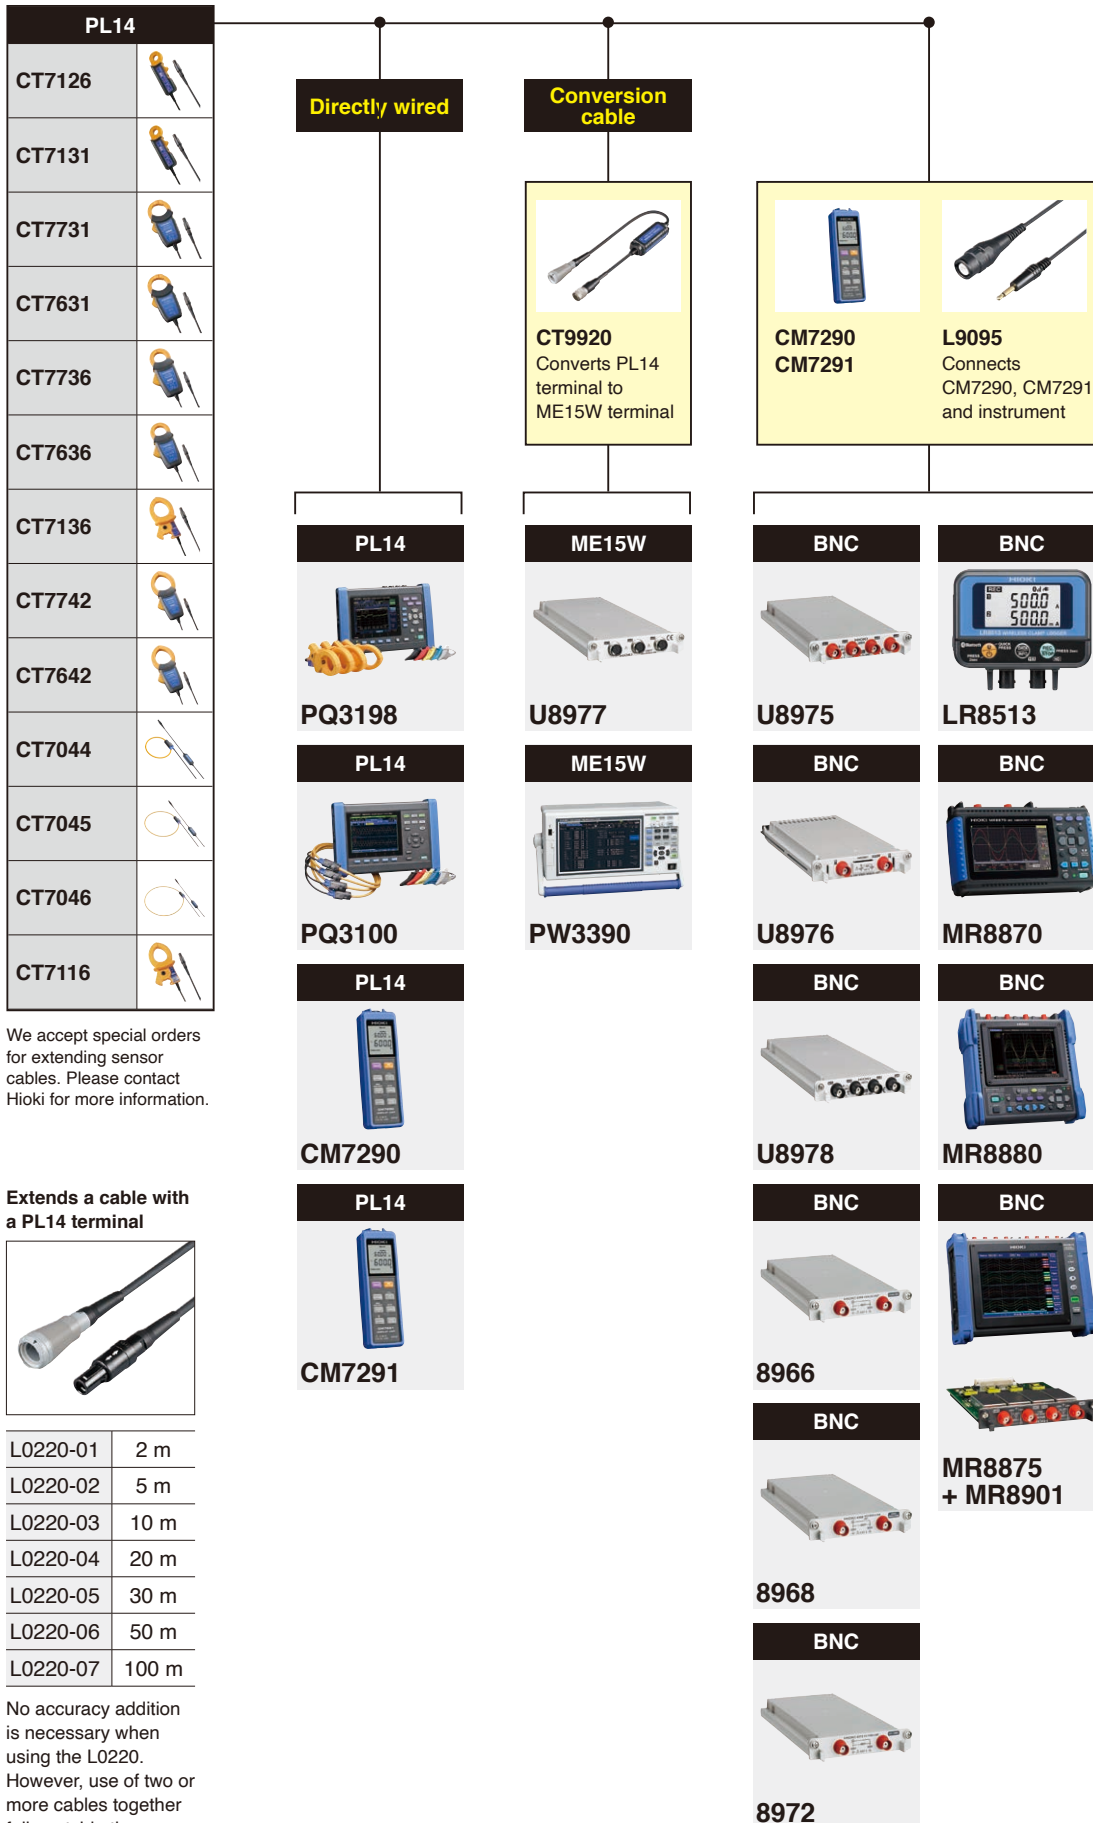 PL14
CT7126
CT7131
CT7731
CT7631
CT7736
CT7636
CT7136
CT7742
CT7642
CT7044
CT7045
CT7046
CT7116
We accept special orders
for extending sensor
cables. Please contact
Hioki for more information.
Extends a cable with
a PL14 terminal
L0220-01 2 m
L0220-02 5 m
L0220-03 10 m
L0220-04 20 m
L0220-05 30 m
L0220-06 50 m
L0220-07 100 m
No accuracy addition
is necessary when
using the L0220.
However, use of two or
more cables together
Directly wired
PL14
PQ3198
PL14
PQ3100
PL14
CM7290
PL14
CM7291
Conversion
cable
CT9920
Converts PL14
terminal to
ME15W terminal
ME15W
U8977
ME15W
PW3390
CM7290
CM7291
L9095
Connects
CM7290, CM7291
and instrument
BNC
U8975
BNC
U8976
BNC
U8978
BNC
8966
BNC
8968
BNC
8972
BNC
HIOKI
500.0 A
500.0 A
LR8513
BNC
MR8870
BNC
MR8880
BNC
MR8875
+ MR8901